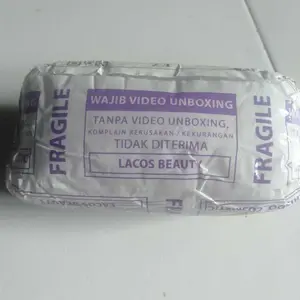 FRAGILE
WAJIB VIDEO UNBOXING
TANPA VIDEO UNBOXING,
KOMPLAIN KERUSAKAN / KEKURANGAN
TIDAK DITERIMA
LACOS BEAUTY
FRAGILE